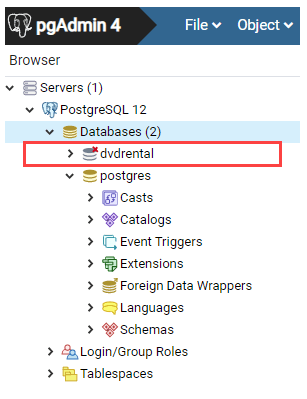 pgAdmin 4 File Object
Browser
Servers (1)
PostgreSQL 12
Databases (2)
dvdrental
postgres
Casts
Catalogs
Event Triggers
Extensions
Foreign Data Wrappers
Languages
Schemas
Login/Group Roles
Tablespaces